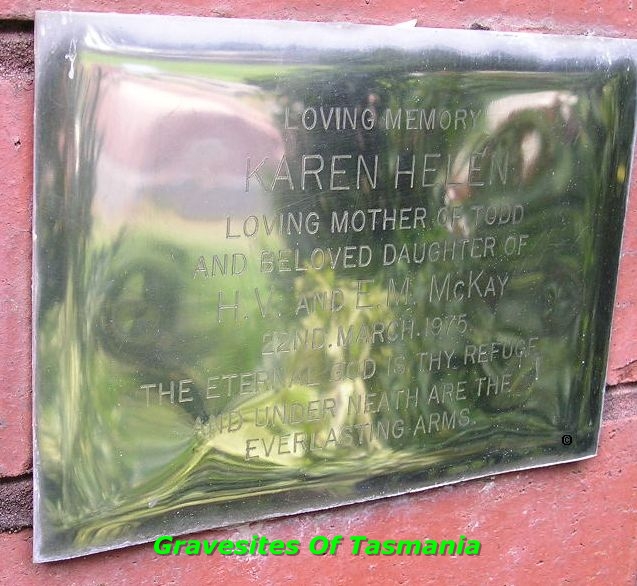 LOVING MEMORY
KAREN HELEN
LOVING MOTHER OF TODD
AND BELOVED DAUGHTER OF
H.V. AND E.M. MCKAY
22ND. MARCH. 1975.
THE ETERNAL GOD IS THY REFUGE
AND UNDER NEATH ARE THE
EVERLASTING ARMS.
Gravesites Of Tasmania